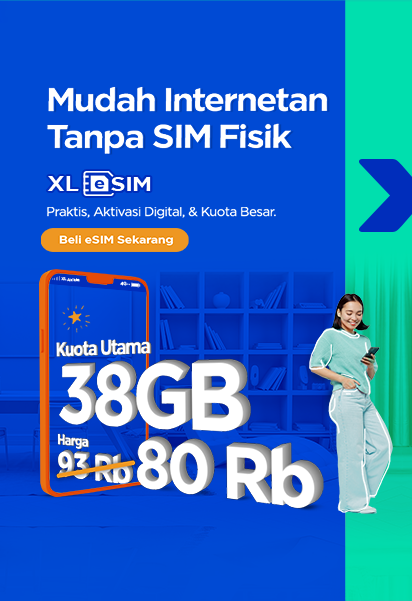 Mudah Internetan
Tanpa SIM Fisik
XL eSIM
Praktis, Aktivasi Digital, & Kuota Besar.
Beli eSIM Sekarang
Kuota Utama
38GB
Harga
93 Rb 80 Rb